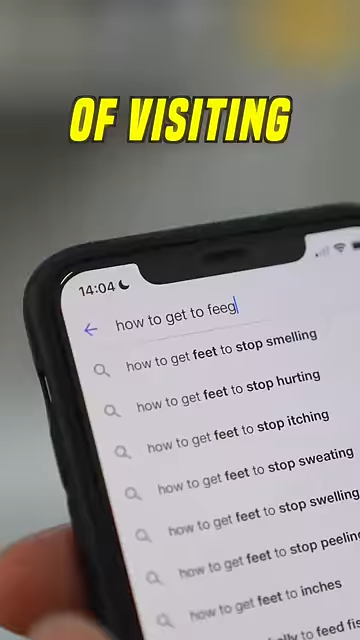 OF VISITING
14:04
how to get to feeg
how to get feet to stop smelling
how to get feet to stop hurting
how to get feet to stop itching
how to get feet to stop sweating
how to get feet to stop swelling
how to get feet to stop peeling
how to get feet to inches
to feed